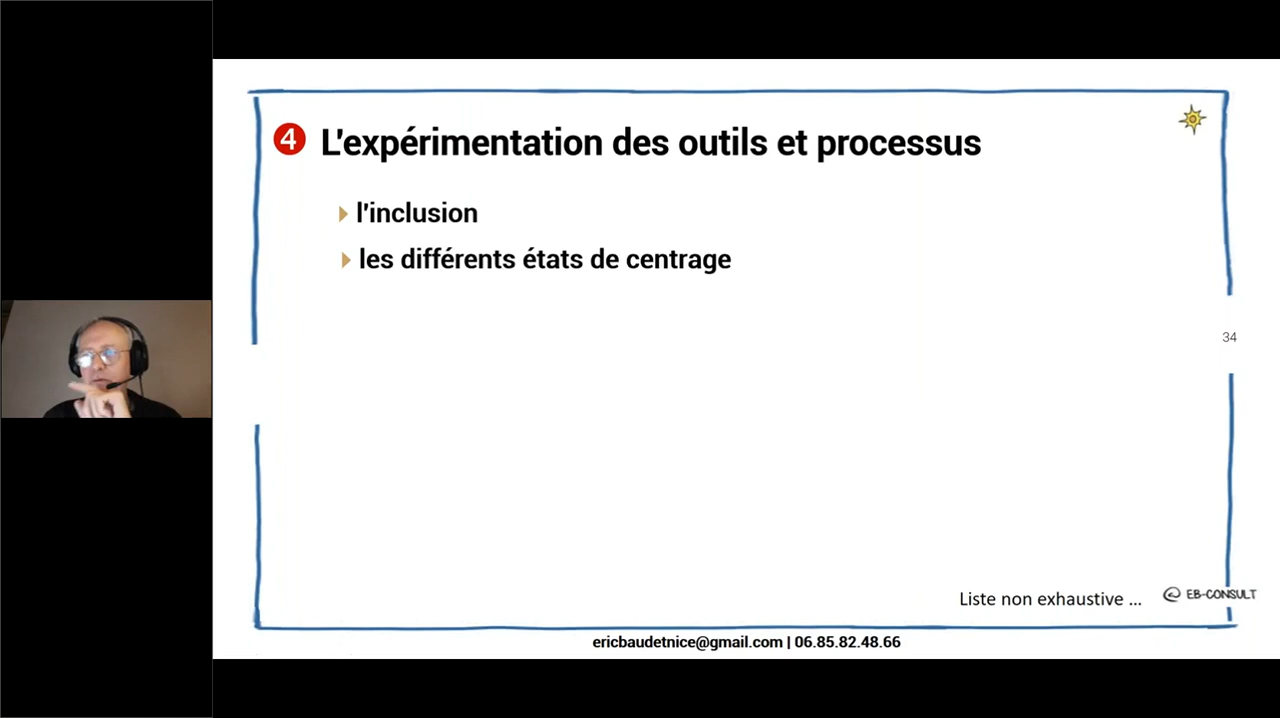 4 L'expérimentation des outils et processus
l'inclusion
les différents états de centrage
34
Liste non exhaustive ...
@ EB-CONSULT
ericbaudetnice@gmail.com | 06.85.82.48.66